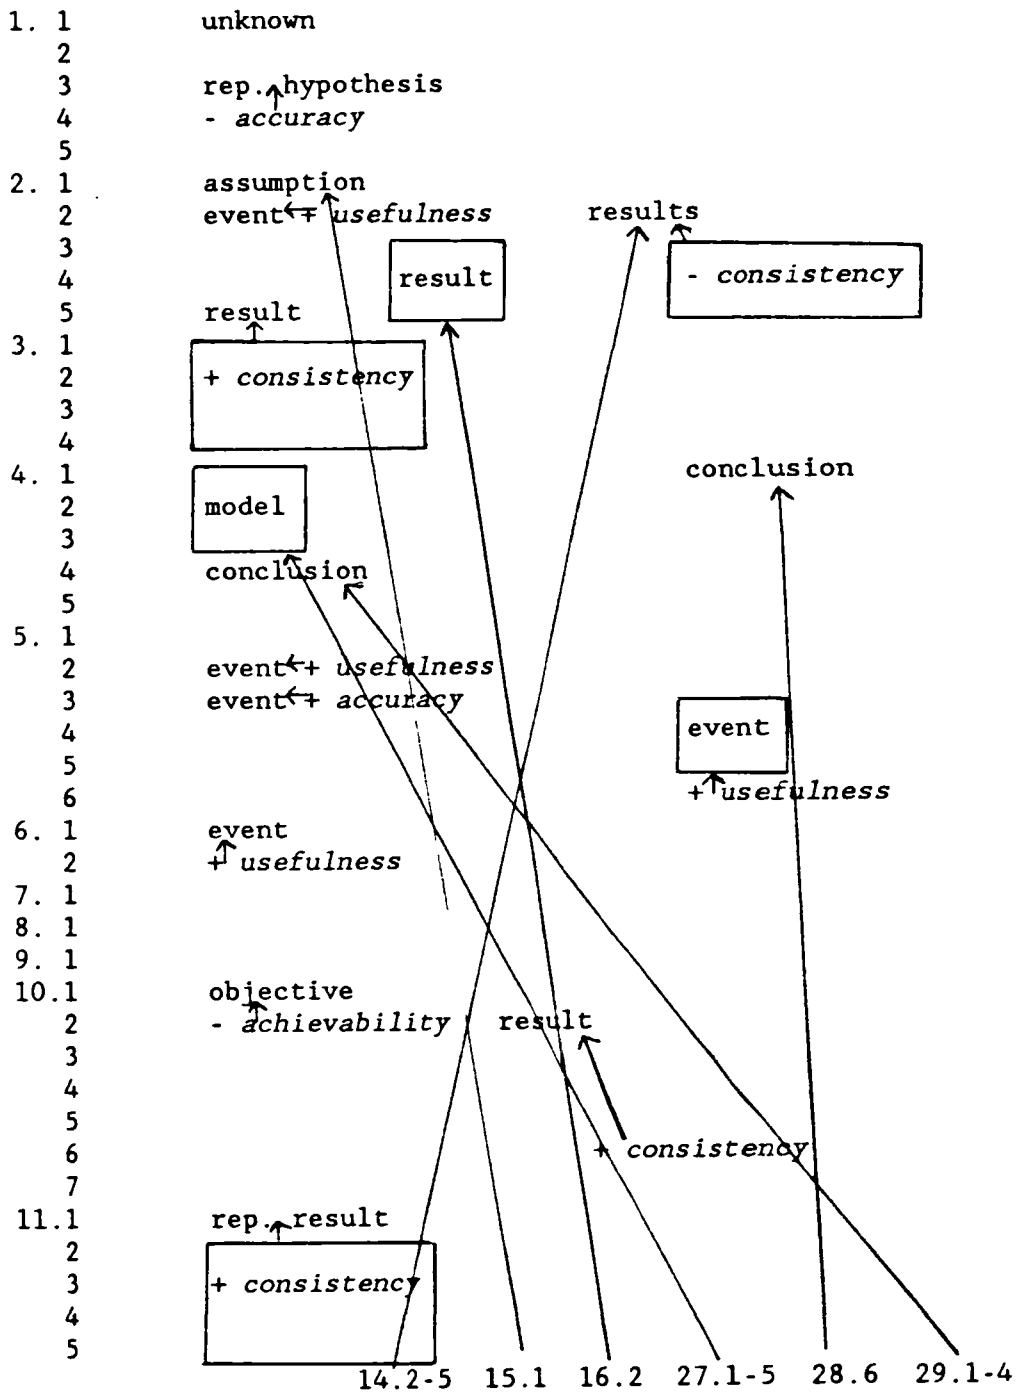 1. 1 unknown
2
3 rep. hypothesis
4 - accuracy
5
2. 1 assumption
2 event + usefulness results
3
4 result - consistency
5 result
3. 1
2 + consistency
3
4
4. 1 conclusion
2 model
3
4 conclusion
5
5. 1
2 event + usefulness
3 event + accuracy
4 event
5
6 + usefulness
6. 1 event
2 + usefulness
7. 1
8. 1
9. 1
10.1 objective
2 - achievability result
3
4
5
6 + consistency
7
11.1 rep. result
2
3 + consistency
4
5
14.2-5 15.1 16.2 27.1-5 28.6 29.1-4